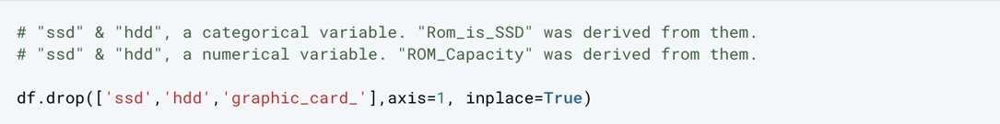 # "ssd" & "hdd", a categorical variable. "Rom_is_SSD" was derived from them.
# "ssd" & "hdd", a numerical variable. "ROM_Capacity" was derived from them.
df.drop(['ssd','hdd','graphic_card_'],axis=1, inplace=True)